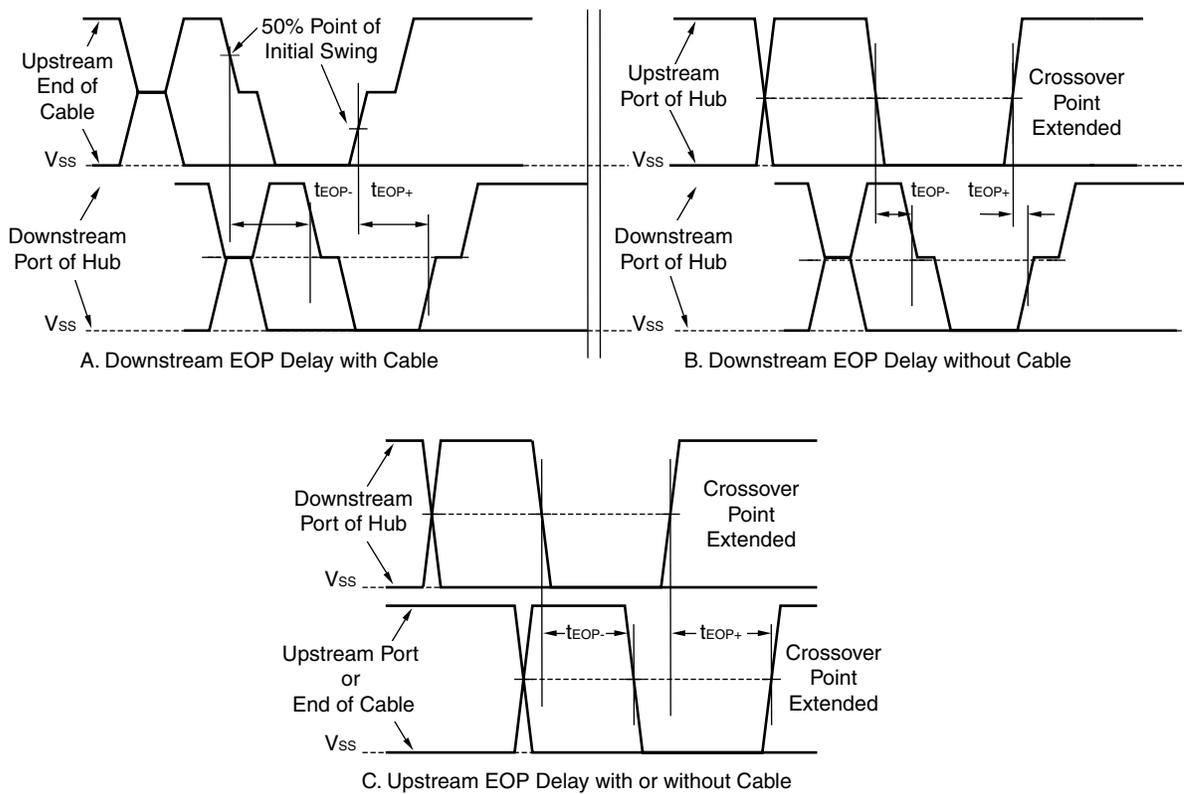 50% Point of
Initial Swing
Upstream
End of
Cable
VSS
tEOP-
tEOP+
Downstream
Port of Hub
VSS
A. Downstream EOP Delay with Cable
Upstream
Port of Hub
Crossover
Point
Extended
VSS
tEOP-
tEOP+
Downstream
Port of Hub
VSS
B. Downstream EOP Delay without Cable
Downstream
Port of Hub
Crossover
Point
Extended
VSS
tEOP-
tEOP+
Upstream Port
or
End of Cable
Crossover
Point
Extended
VSS
C. Upstream EOP Delay with or without Cable